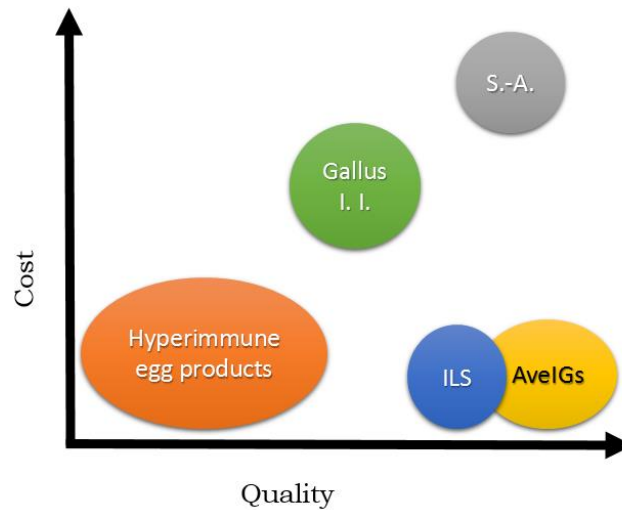 S.-A.
Gallus
I. I.
Cost
Hyperimmune
egg products
ILS
AveIGs
Quality